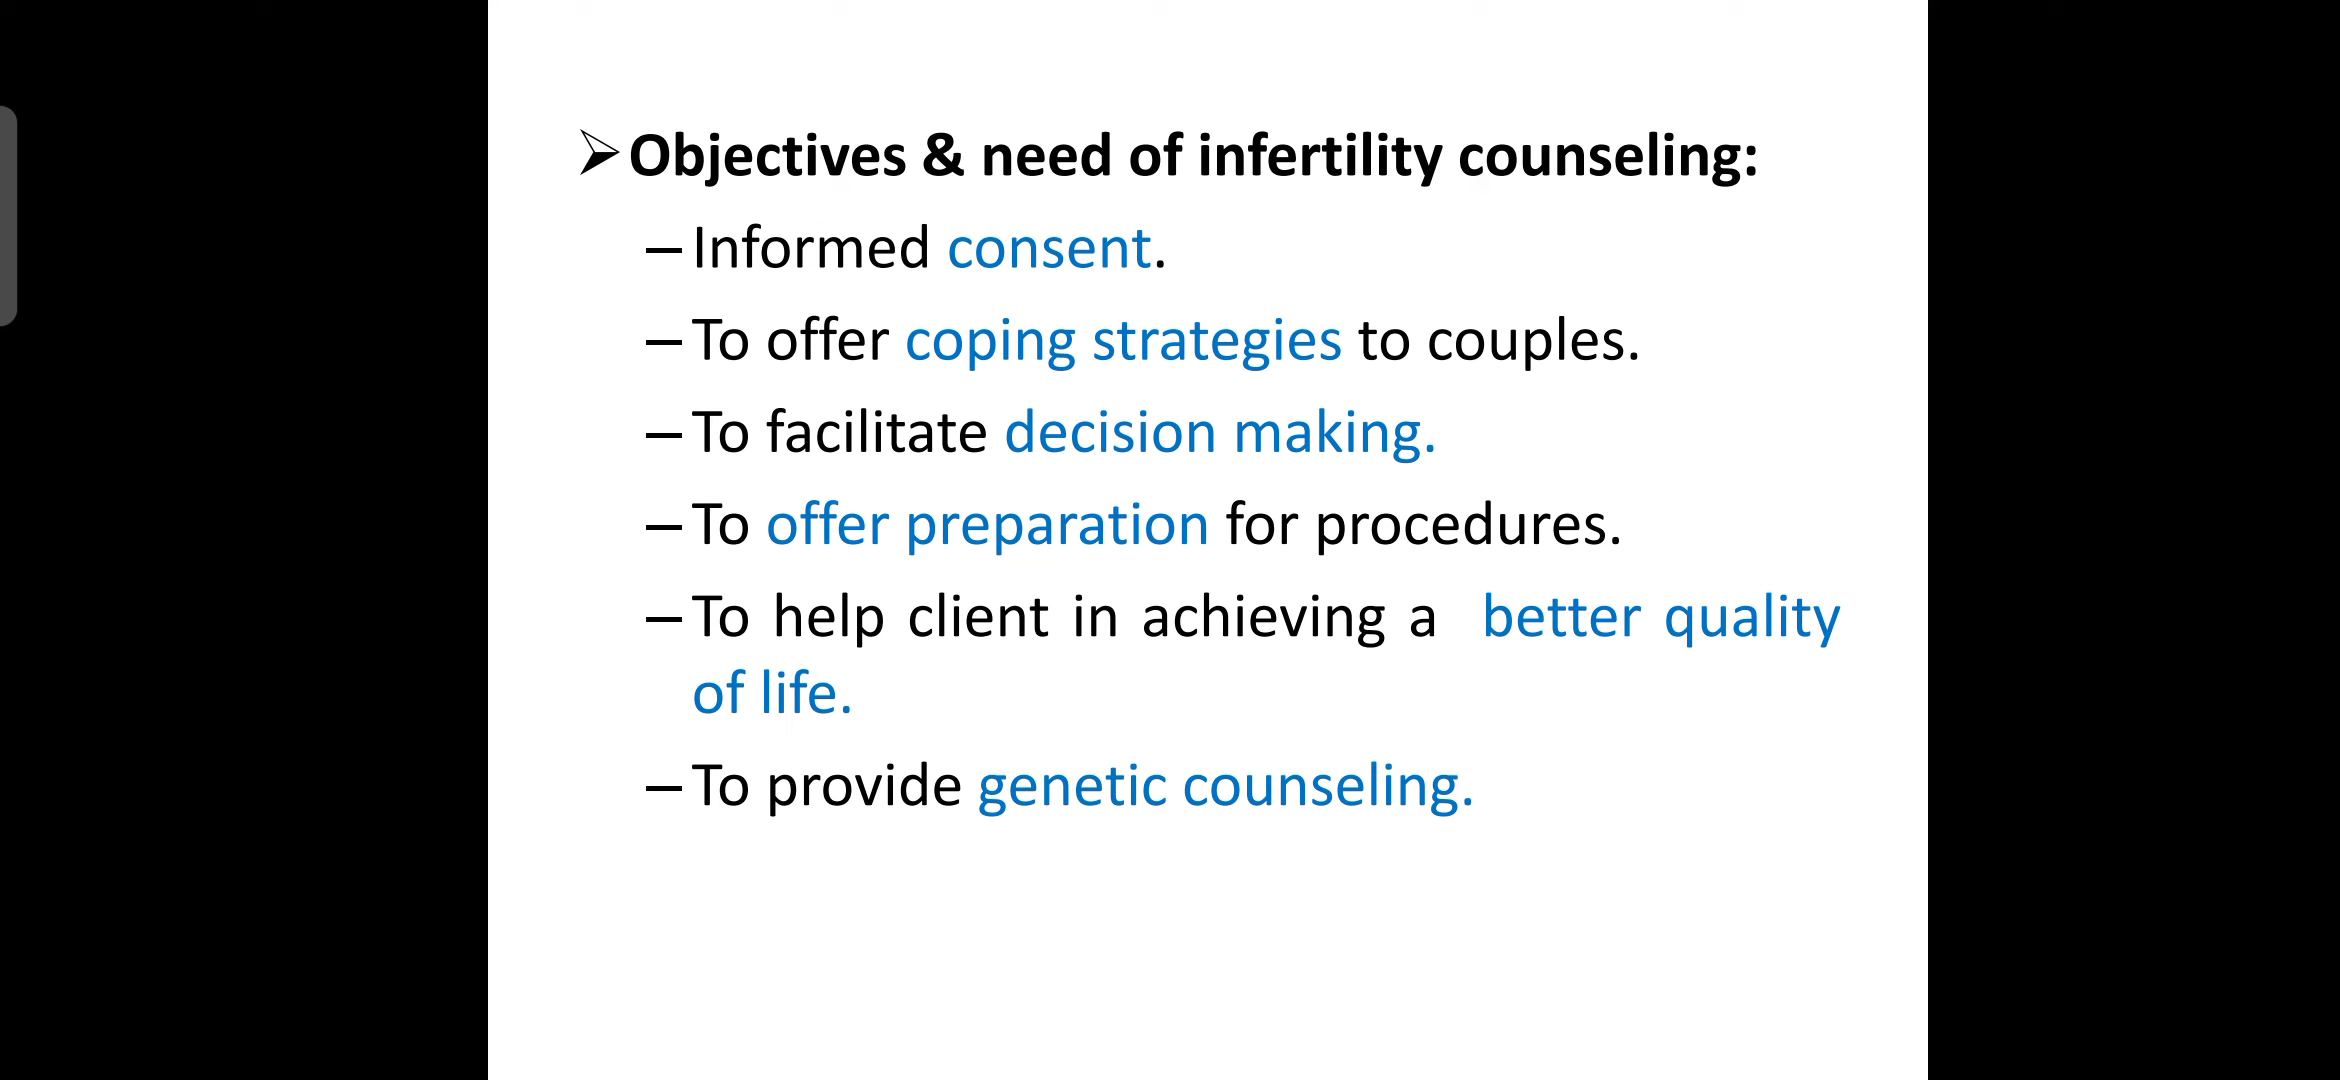 ➢Objectives & need of infertility counseling:
–Informed consent.
–To offer coping strategies to couples.
–To facilitate decision making.
–To offer preparation for procedures.
–To help client in achieving a better quality
of life.
–To provide genetic counseling.